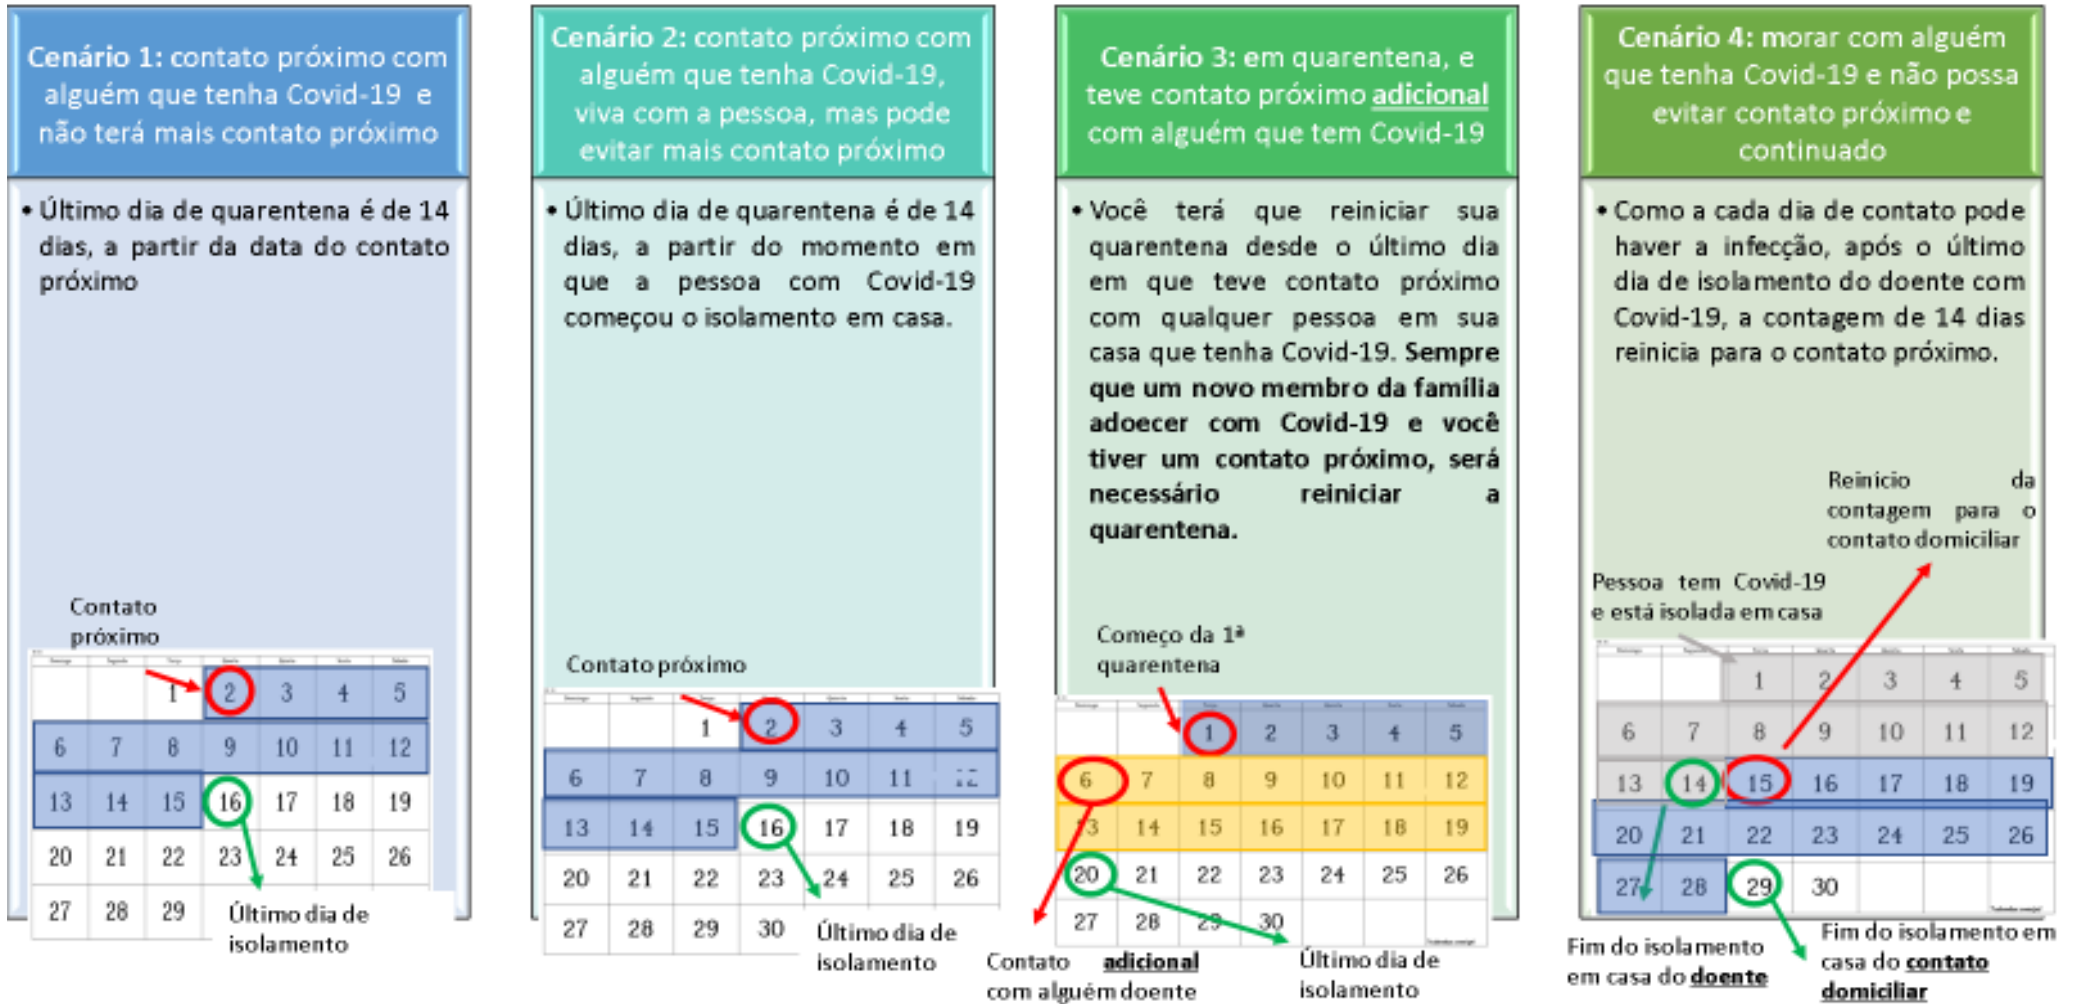 Cenário 1: contato próximo com
alguém que tenha Covid-19 e
não terá mais contato próximo
• Último dia de quarentena é de 14
dias, a partir da data do contato
próximo
Contato
próximo
1 2 3 4 5
6 7 8 9 10 11 12
13 14 15 16 17 18 19
20 21 22 23 24 25 26
27 28 29
Último dia de
isolamento
Cenário 2: contato próximo com
alguém que tenha Covid-19,
viva com a pessoa, mas pode
evitar mais contato próximo
• Último dia de quarentena é de 14
dias, a partir do momento em
que a pessoa com Covid-19
começou o isolamento em casa.
Contato próximo
1 2 3 4 5
6 7 8 9 10 11
13 14 15 16 17 18 19
20 21 22 23 24 25 26
27 28 29 30
Último dia de
isolamento
Cenário 3: em quarentena, e
teve contato próximo adicional
com alguém que tem Covid-19
• Você terá que reiniciar sua
quarentena desde o último dia
em que teve contato próximo
com qualquer pessoa em sua
casa que tenha Covid-19. Sempre
que um novo membro da família
adoecer com Covid-19 e você
tiver um contato próximo, será
necessário reiniciar a
quarentena.
Começo da 1ª
quarentena
1 2 3 4 5
6 7 8 9 10 11 12
13 14 15 16 17 18 19
20 21 22 23 24 25 26
27 28 29 30
Contato adicional
com alguém doente
Último dia de
isolamento
Cenário 4: morar com alguém
que tenha Covid-19 e não possa
evitar contato próximo e
continuado
• Como a cada dia de contato pode
haver a infecção, após o último
dia de isolamento do doente com
Covid-19, a contagem de 14 dias
reinicia para o contato próximo.
Reinício da
contagem para o
contato domiciliar
Pessoa tem Covid-19
e está isolada em casa
1 2 3 4 5
6 7 8 9 10 11 12
13 14 15 16 17 18 19
20 21 22 23 24 25 26
27 28 29 30
Fim do isolamento
em casa do doente
Fim do isolamento em
casa do contato
domiciliar